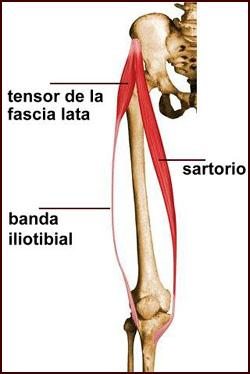 tensor de la
fascia lata
sartorio
banda
iliotibial